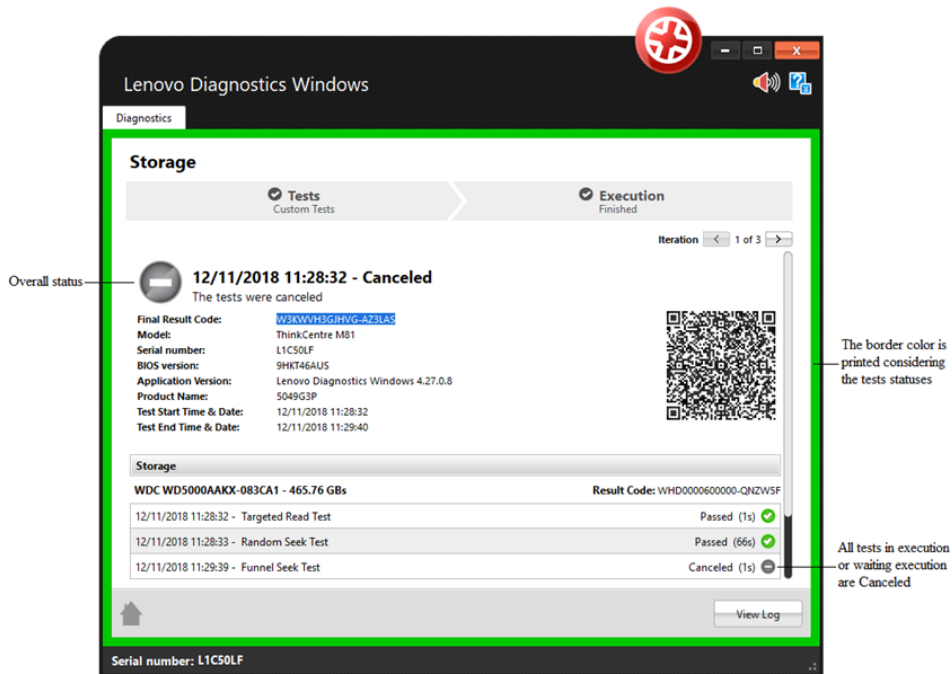 Lenovo Diagnostics Windows
Diagnostics
Storage
Tests
Custom Tests
Execution
Finished
Iteration < 1 of 3 >
Overall status
12/11/2018 11:28:32 - Canceled
The tests were canceled
Final Result Code: W3KWVH3GJHVG-AZ3LAS
Model: ThinkCentre M81
Serial number: L1C50LF
BIOS version: 9HKT46AUS
Application Version: Lenovo Diagnostics Windows 4.27.0.8
Product Name: 5049G3P
Test Start Time & Date: 12/11/2018 11:28:32
Test End Time & Date: 12/11/2018 11:29:40
The border color is
printed considering
the tests statuses
Storage
WDC WD5000AAKX-083CA1 - 465.76 GBs Result Code: WHD0000600000-QNZW5F
12/11/2018 11:28:32 - Targeted Read Test Passed (1s)
12/11/2018 11:28:33 - Random Seek Test Passed (66s)
12/11/2018 11:29:39 - Funnel Seek Test Canceled (1s)
All tests in execution
or waiting execution
are Canceled
View Log
Serial number: L1C50LF